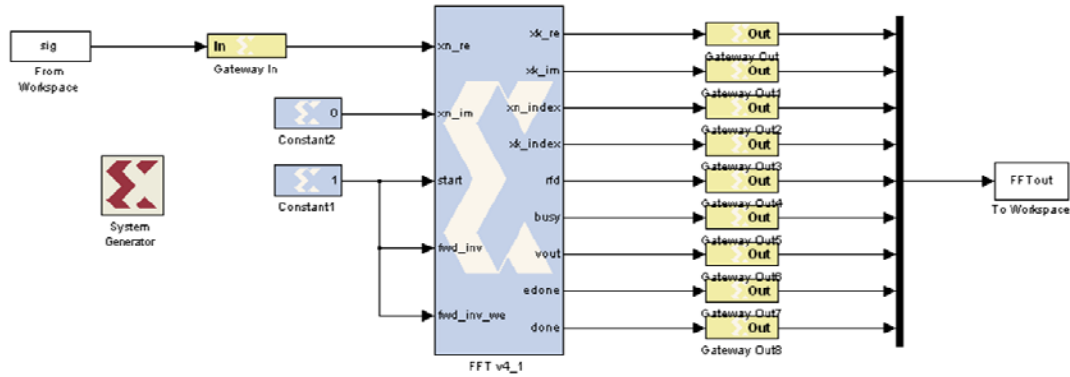 sig
From
Workspace
In
Gateway In
0
Constant2
1
Constant1
System
Generator
xn_re
xn_im
start
fwd_inv
fwd_inv_we
xk_re
xk_im
xn_index
xk_index
rfd
busy
vout
edone
done
FFT v4_1
Out
Gateway Out
Out
Gateway Out1
Out
Gateway Out2
Out
Gateway Out3
Out
Gateway Out4
Out
Gateway Out5
Out
Gateway Out6
Out
Gateway Out7
Out
Gateway Out8
FFTout
To Workspace